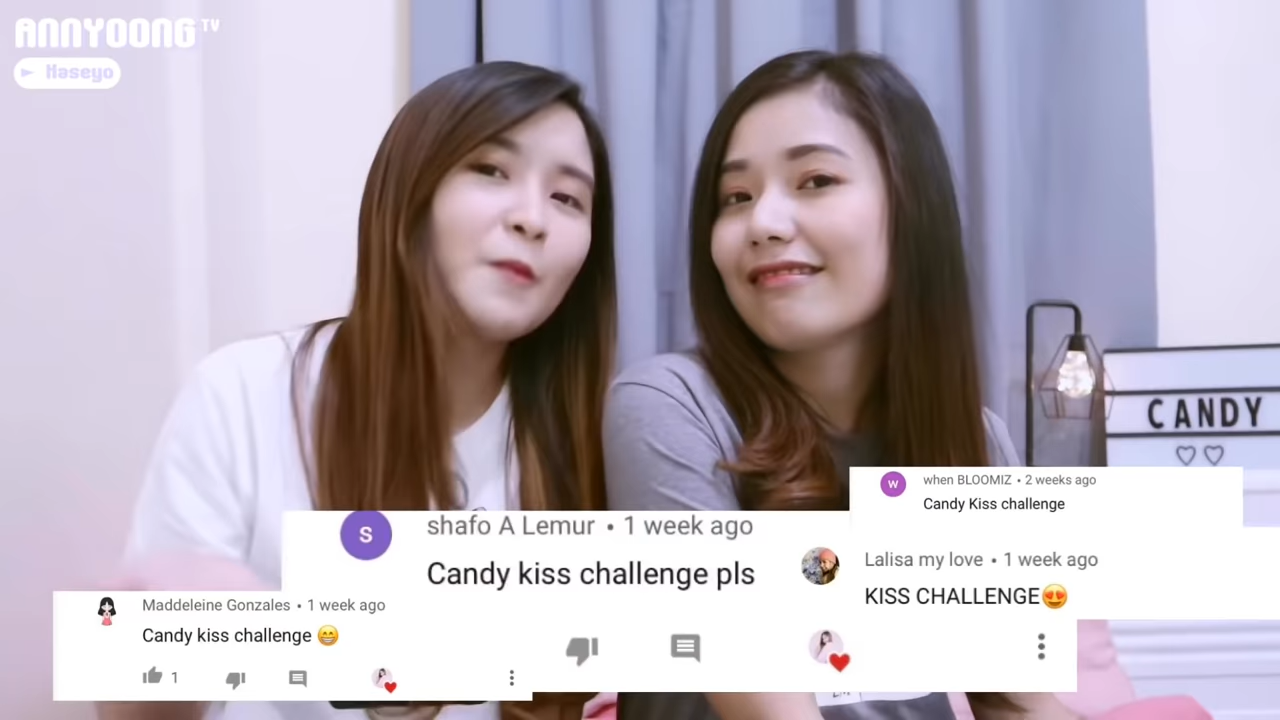 ANNYOONG TV
Haseyo
CANDY
♡♡
W
when BLOOMIZ • 2 weeks ago
Candy Kiss challenge
S
shafo A Lemur • 1 week ago
Candy kiss challenge pls
Lalisa my love • 1 week ago
KISS CHALLENGE😍
Maddeleine Gonzales • 1 week ago
Candy kiss challenge 😁
1